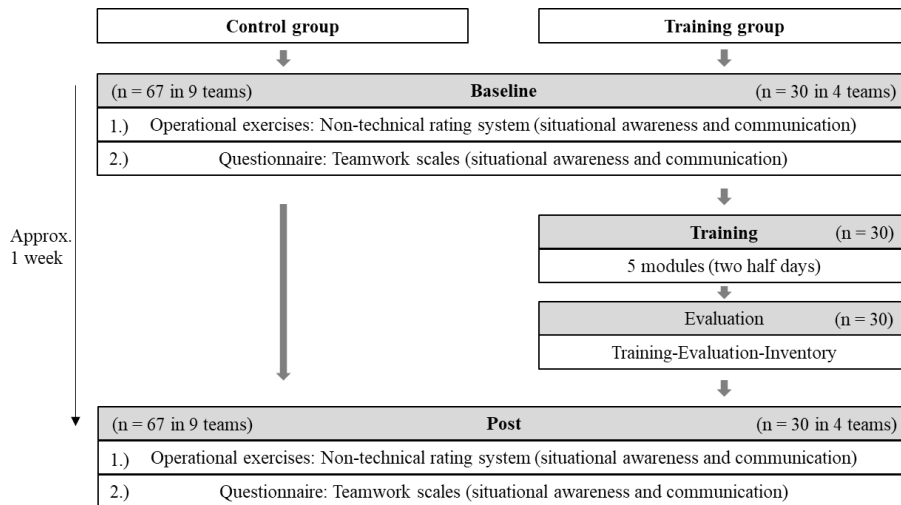 Control group
Training group
(n = 67 in 9 teams) Baseline (n = 30 in 4 teams)
1.) Operational exercises: Non-technical rating system (situational awareness and communication)
2.) Questionnaire: Teamwork scales (situational awareness and communication)
Approx.
1 week
Training (n = 30)
5 modules (two half days)
Evaluation (n = 30)
Training-Evaluation-Inventory
(n = 67 in 9 teams) Post (n = 30 in 4 teams)
1.) Operational exercises: Non-technical rating system (situational awareness and communication)
2.) Questionnaire: Teamwork scales (situational awareness and communication)